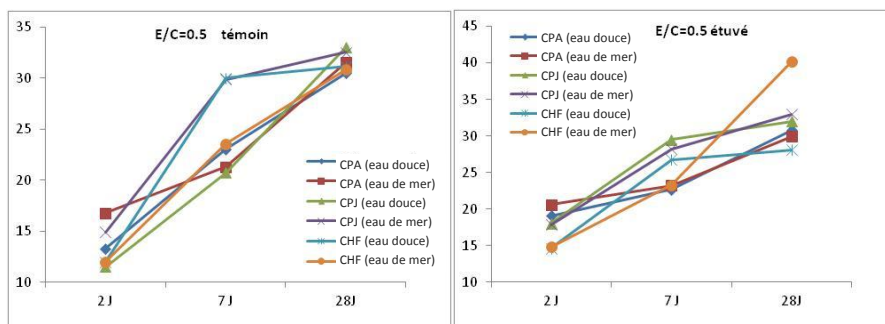 E/C=0.5 témoin
35
30
25
20
15
10
2 J
7 J
28J
CPA (eau douce)
CPA (eau de mer)
CPJ (eau douce)
CPJ (eau de mer)
CHF (eau douce)
CHF (eau de mer)
E/C=0.5 étuvé
45
40
35
30
25
20
15
10
2 J
7 J
28J
CPA (eau douce)
CPA (eau de mer)
CPJ (eau douce)
CPJ (eau de mer)
CHF (eau douce)
CHF (eau de mer)